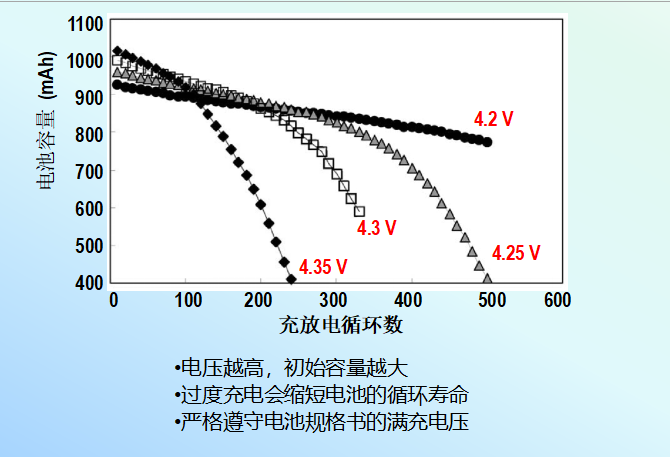 1100
1000
900
800
700
600
500
400
电池容量 (mAh)
4.2 V
4.3 V
4.25 V
4.35 V
0 100 200 300 400 500 600
充放电循环数
•电压越高，初始容量越大
•过度充电会缩短电池的循环寿命
•严格遵守电池规格书的满充电压